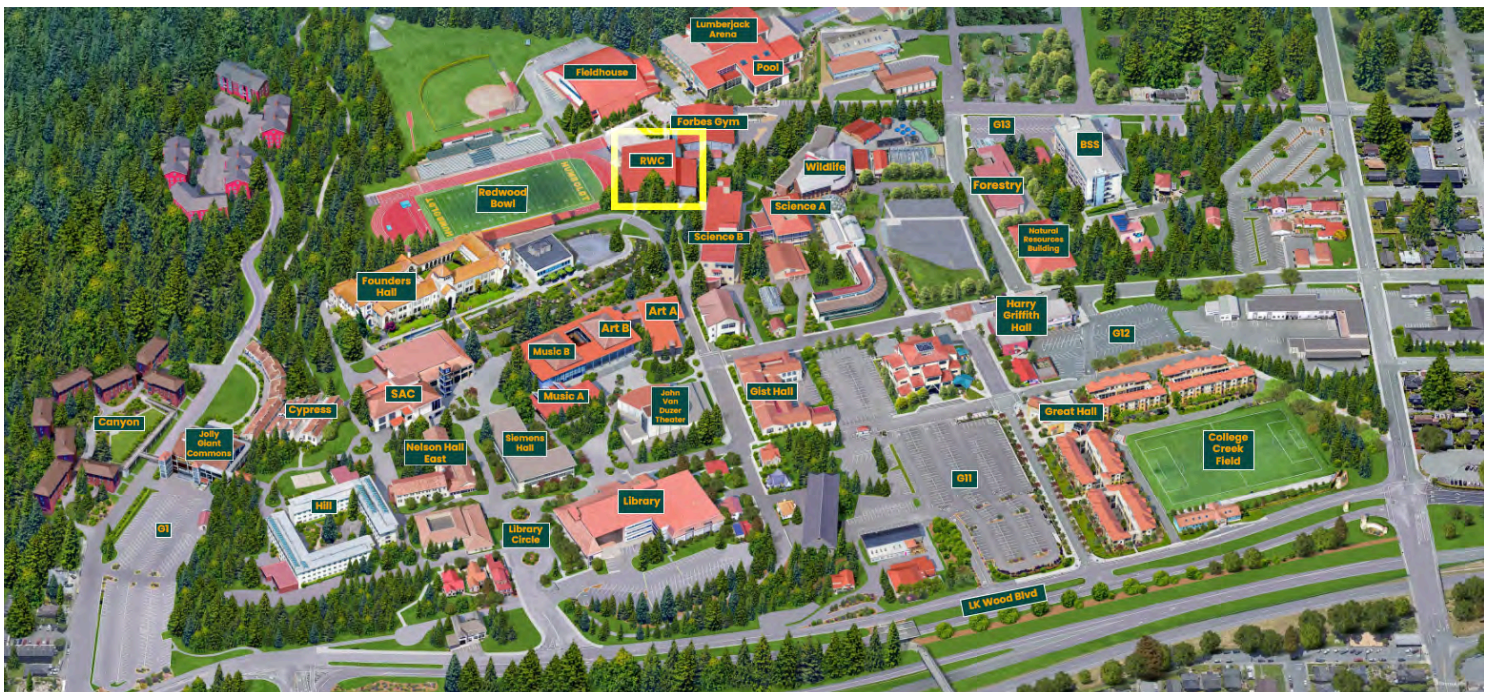 Lumberjack
Arena
Pool
Fieldhouse
Forbes Gym
G13
BSS
RWC
Wildlife
Forestry
Redwood
Bowl
HUMBOLDT
HUMBOLDT
Science A
Science B
Natural
Resources
Building
Founders
Hall
Art A
Art B
Harry
Griffith
Hall
G12
Music B
Music A
SAC
John
Van
Duzer
Theater
Gist Hall
Great Hall
Canyon
Cypress
Jolly
Giant
Commons
Nelson Hall
East
Siemens
Hall
College
Creek
Field
G11
Hill
Library
G1
Library
Circle
LK Wood Blvd